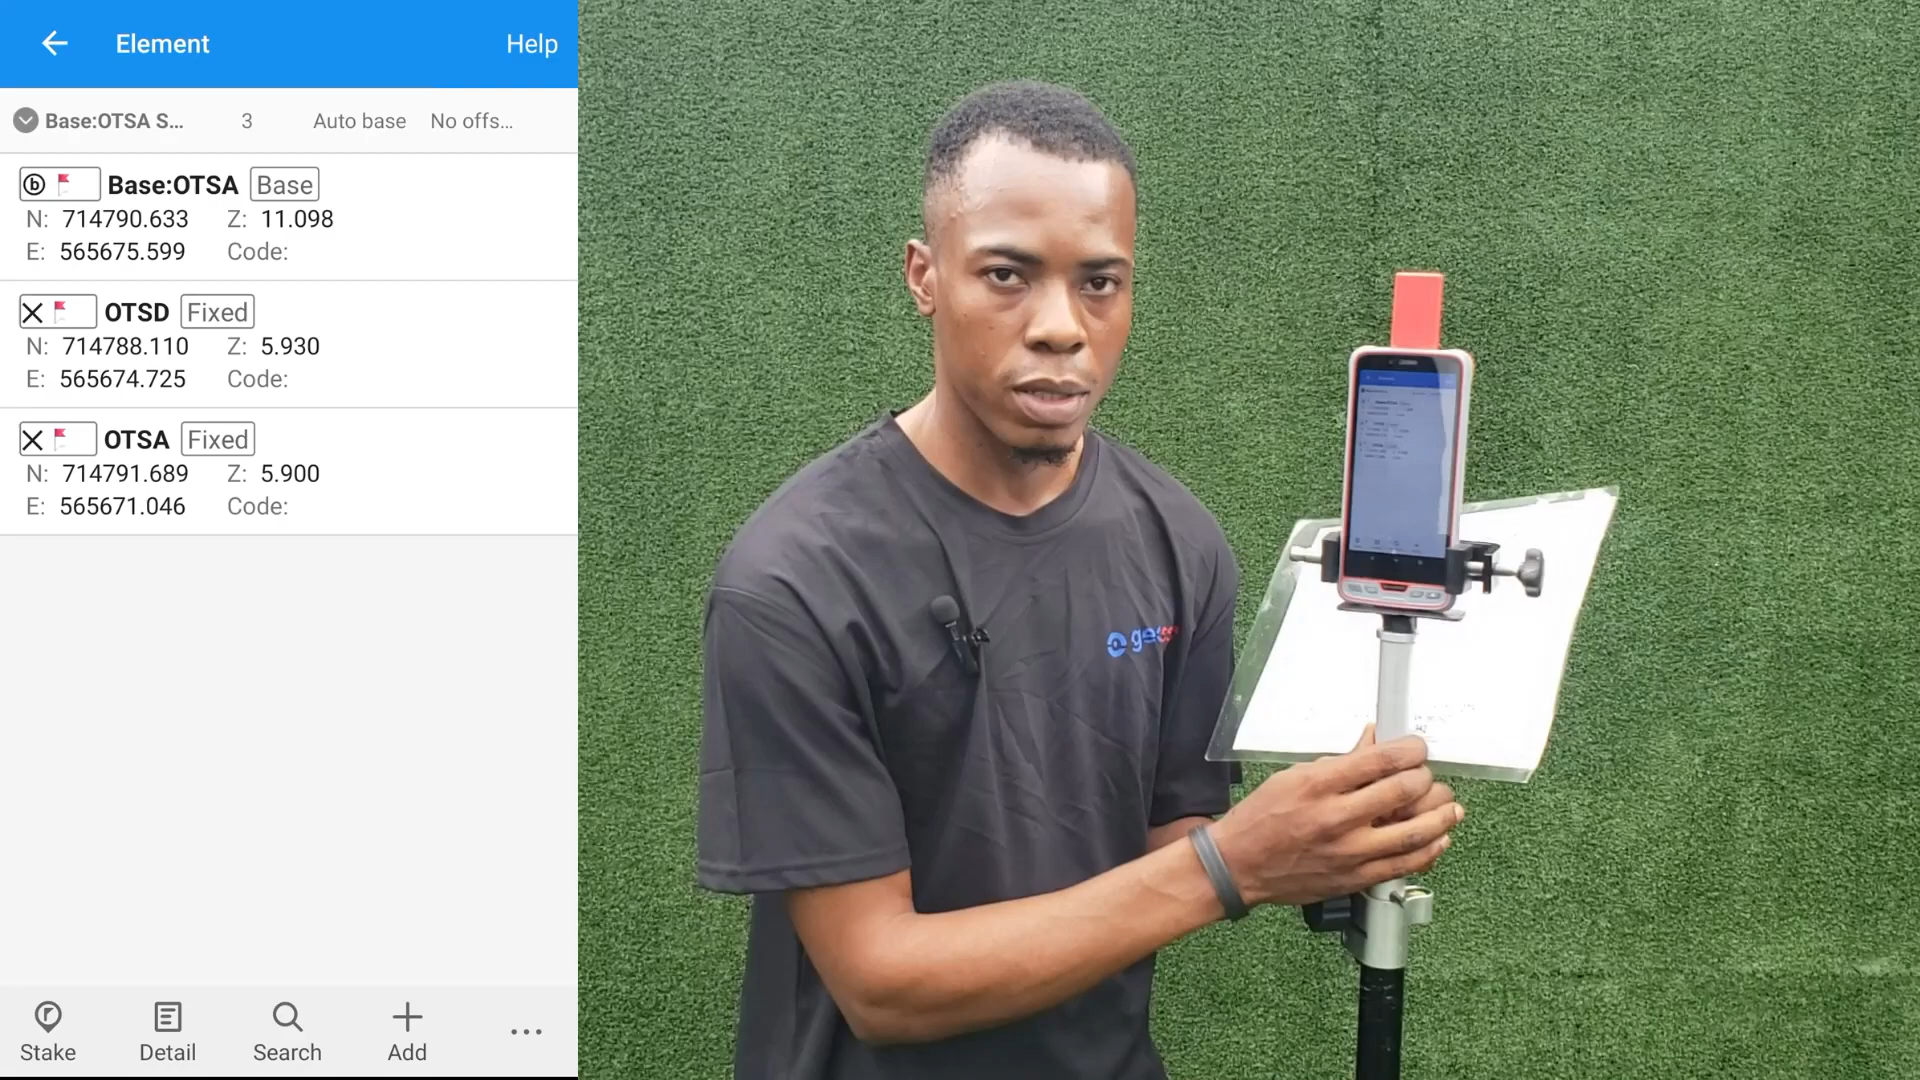 Element
Help
Base:OTSA S...
3
Auto base
No offs...
b
Base:OTSA
Base
N: 714790.633
Z: 11.098
E: 565675.599
Code:
OTSD
Fixed
N: 714788.110
Z: 5.930
E: 565674.725
Code:
OTSA
Fixed
N: 714791.689
Z: 5.900
E: 565671.046
Code:
Stake
Detail
Search
Add